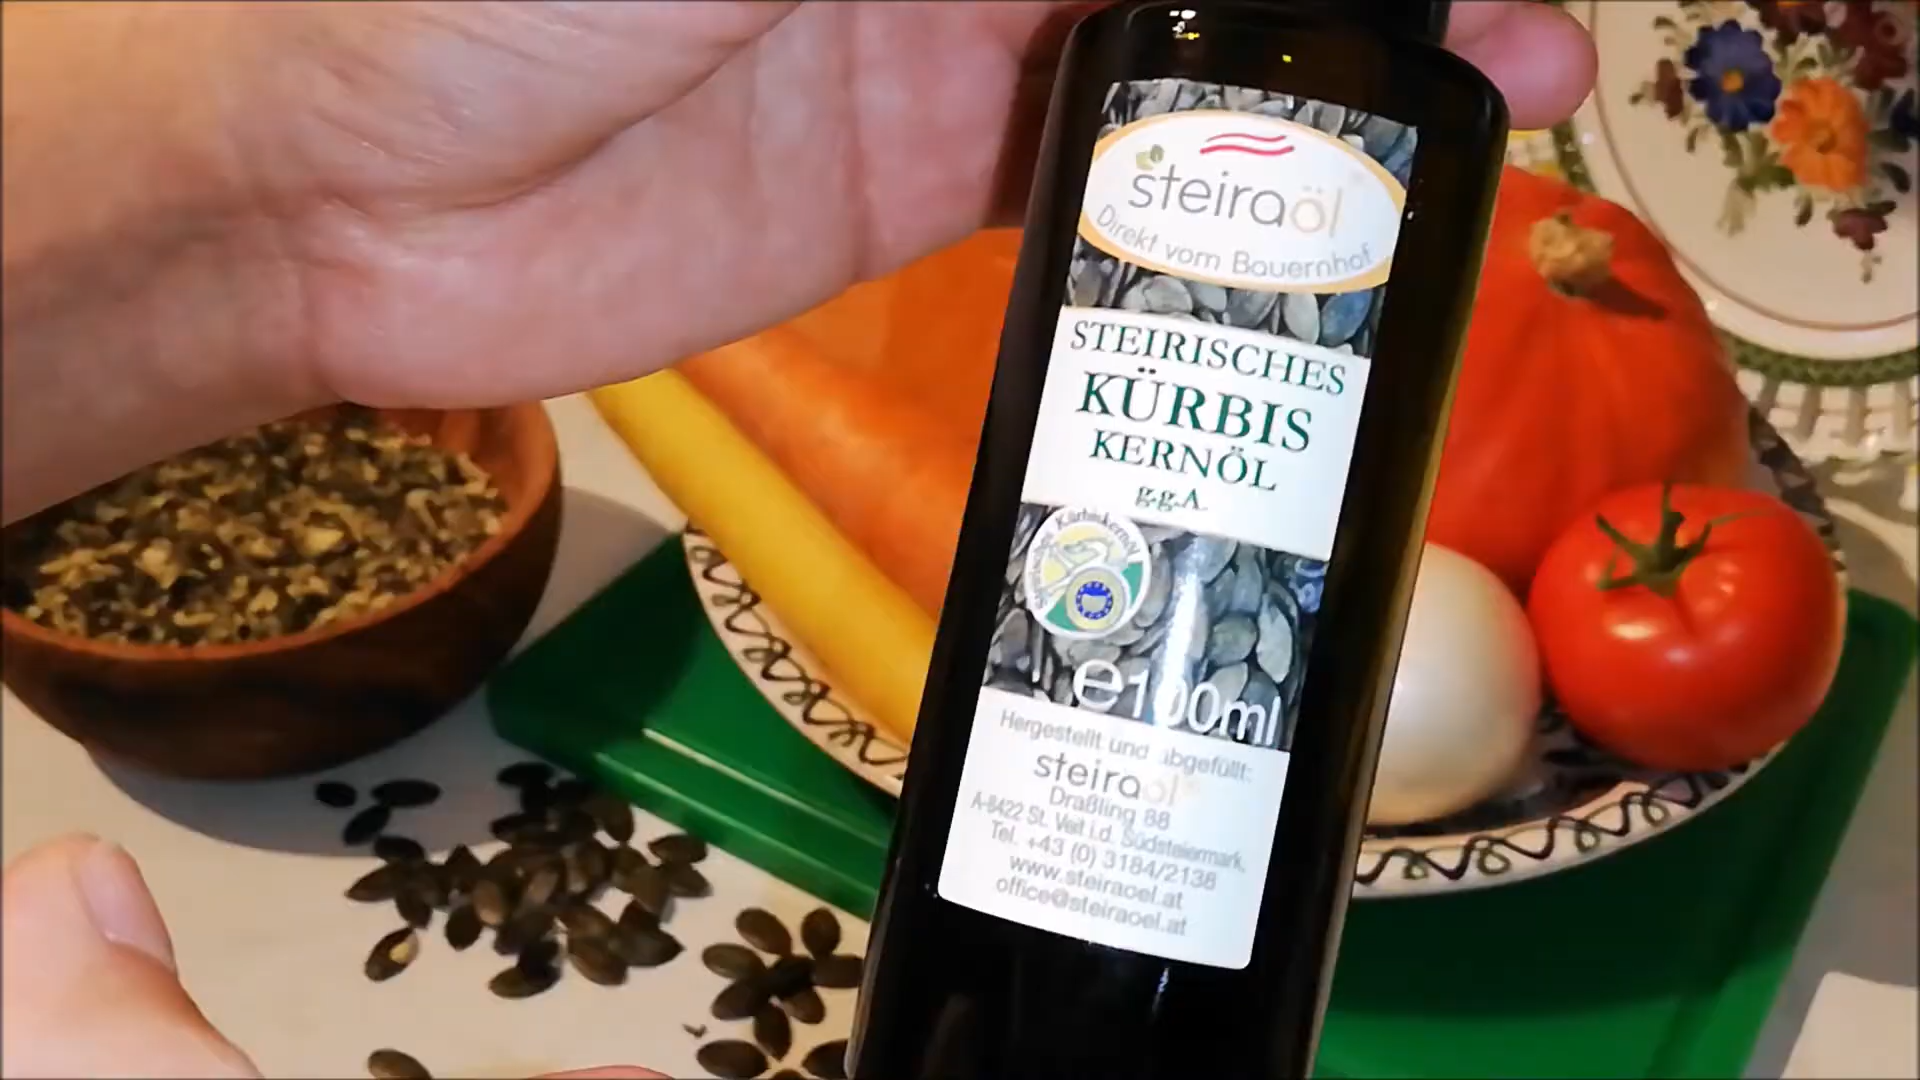 steiraöl
Direkt vom Bauernhof
STEIRISCHES
KÜRBIS
KERNÖL
g.g.A.
Kürbiskernöl
e100ml
Hergestellt und abgefüllt:
steiraöl
Draßling 88
A-8422 St. Veit i.d. Südsteiermark,
Tel. +43 (0) 3184/2138
www.steiraoel.at
office@steiraoel.at